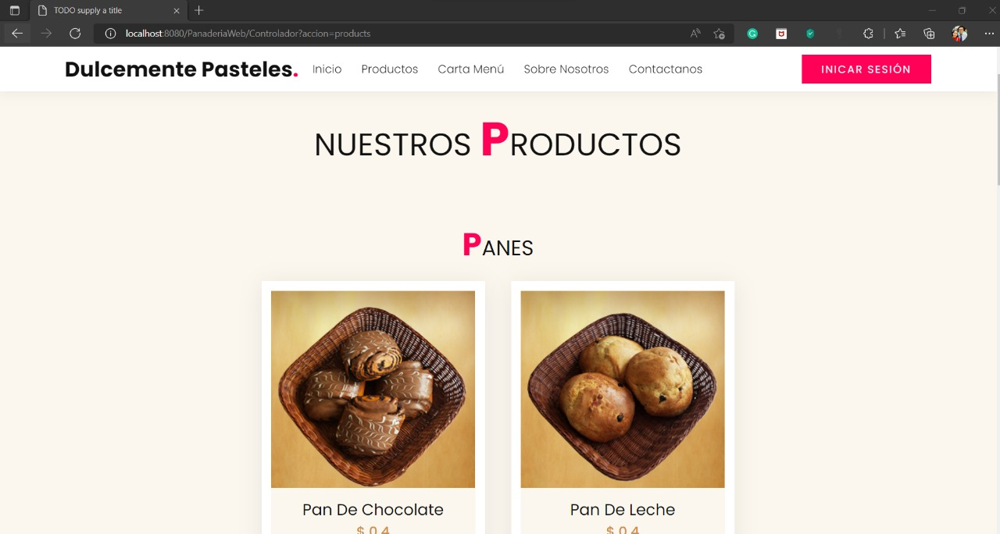 TODO supply a title
localhost:8080/PanaderiaWeb/Controlador?accion=products
Dulcemente Pasteles. Inicio Productos Carta Menú Sobre Nosotros Contactanos INICAR SESIÓN
NUESTROS PRODUCTOS
PANES
Pan De Chocolate Pan De Leche
$ 0.4 $ 0.4